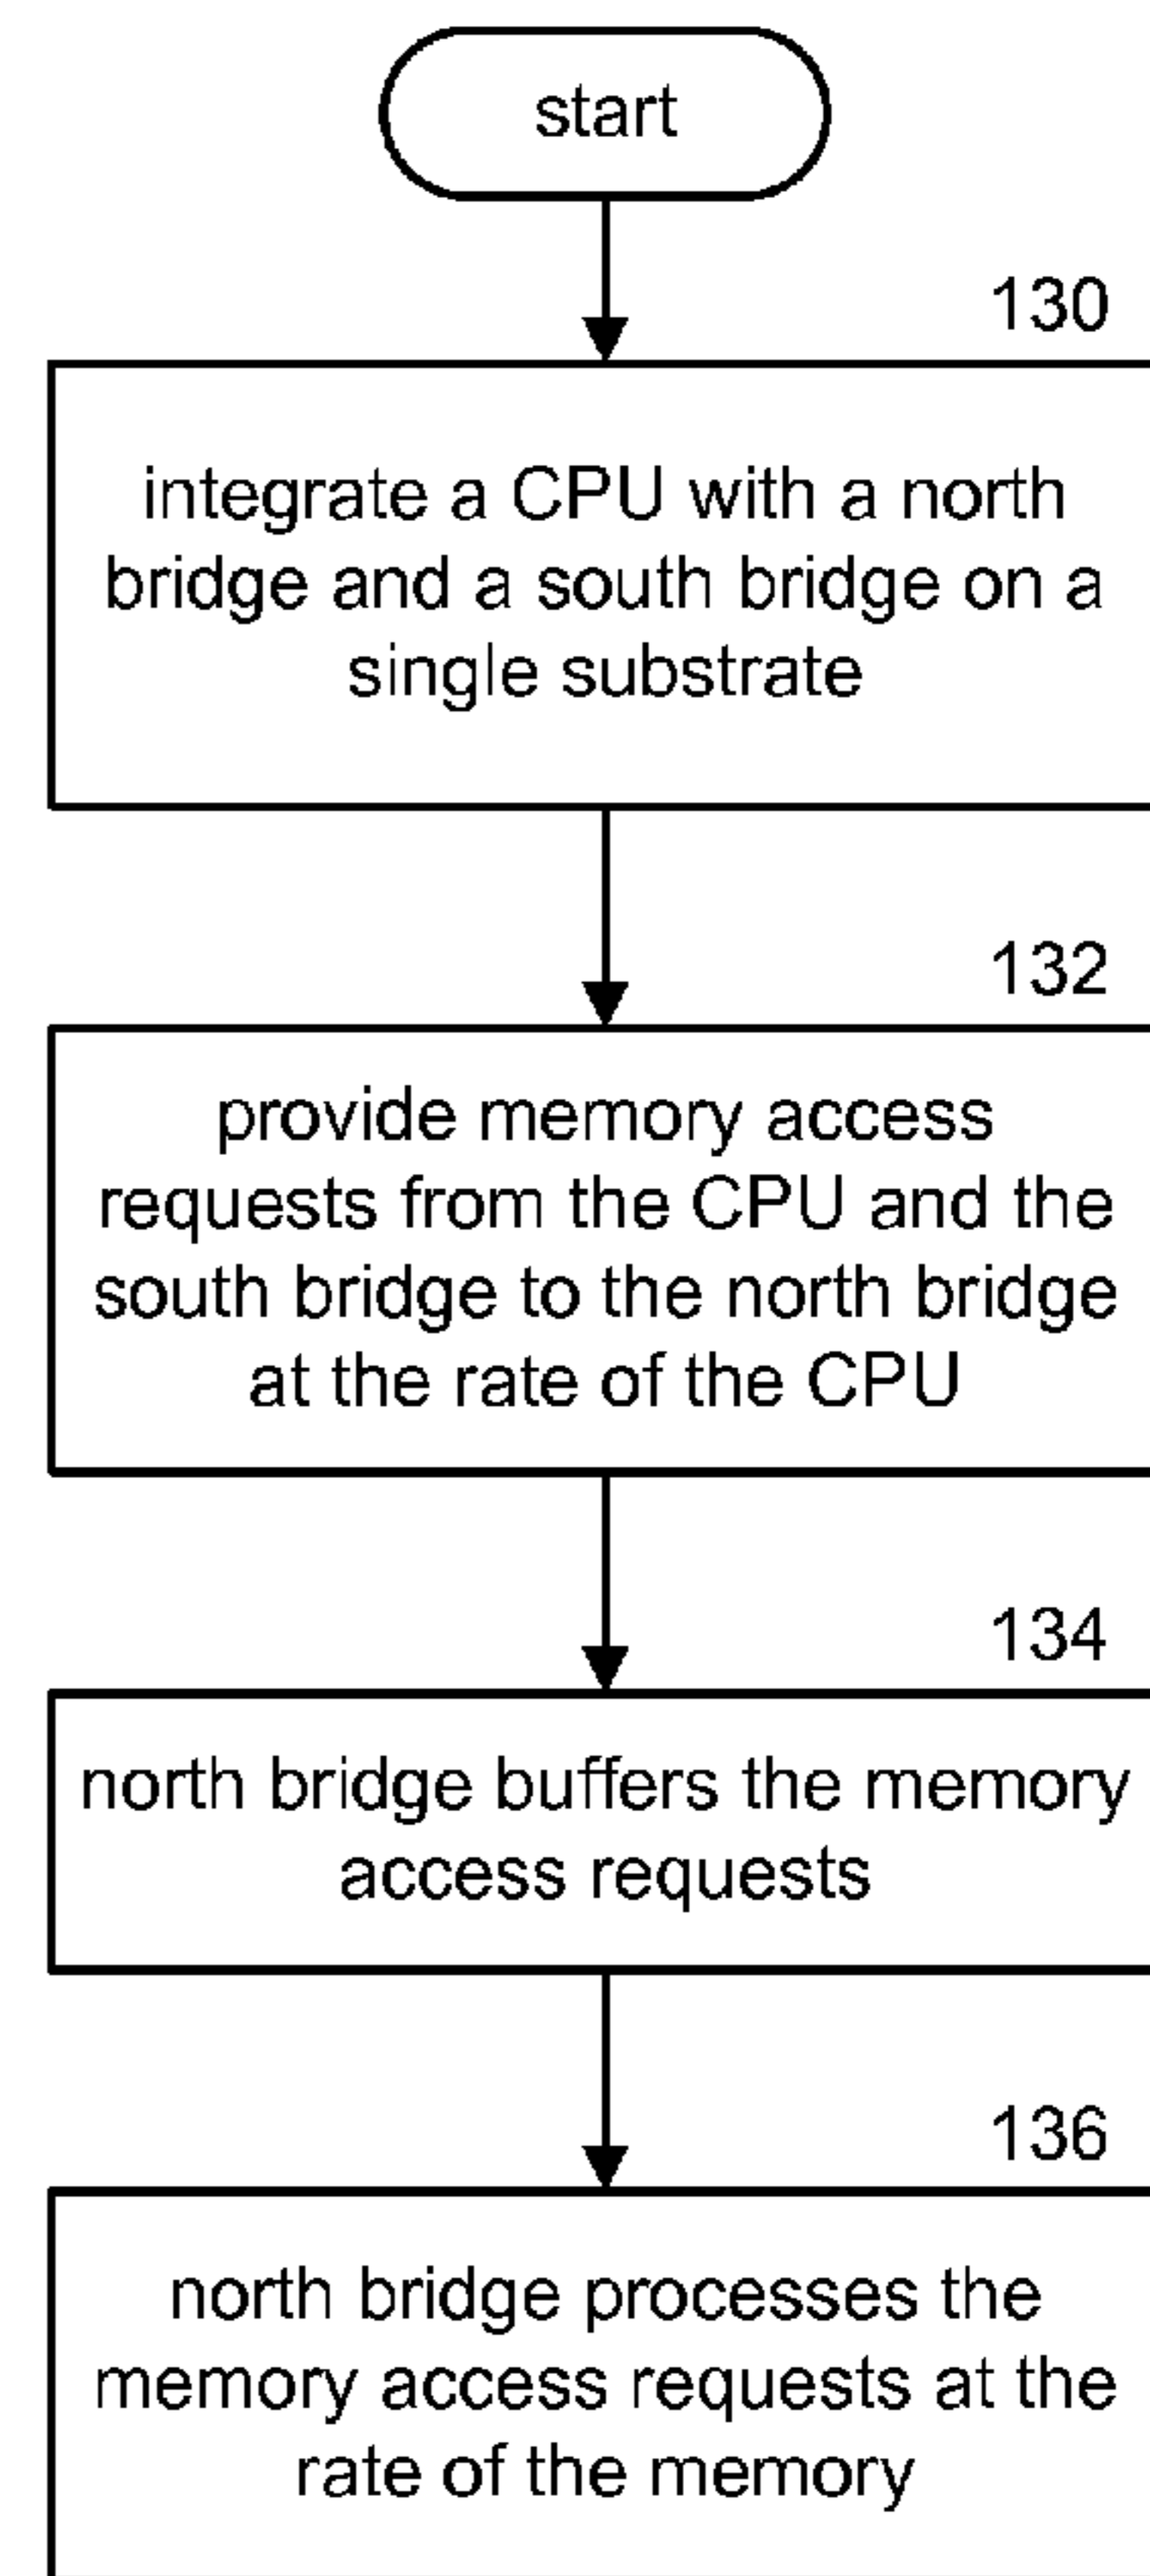 start
130
integrate a CPU with a north
bridge and a south bridge on a
single substrate
132
provide memory access
requests from the CPU and the
south bridge to the north bridge
at the rate of the CPU
134
north bridge buffers the memory
access requests
136
north bridge processes the
memory access requests at the
rate of the memory